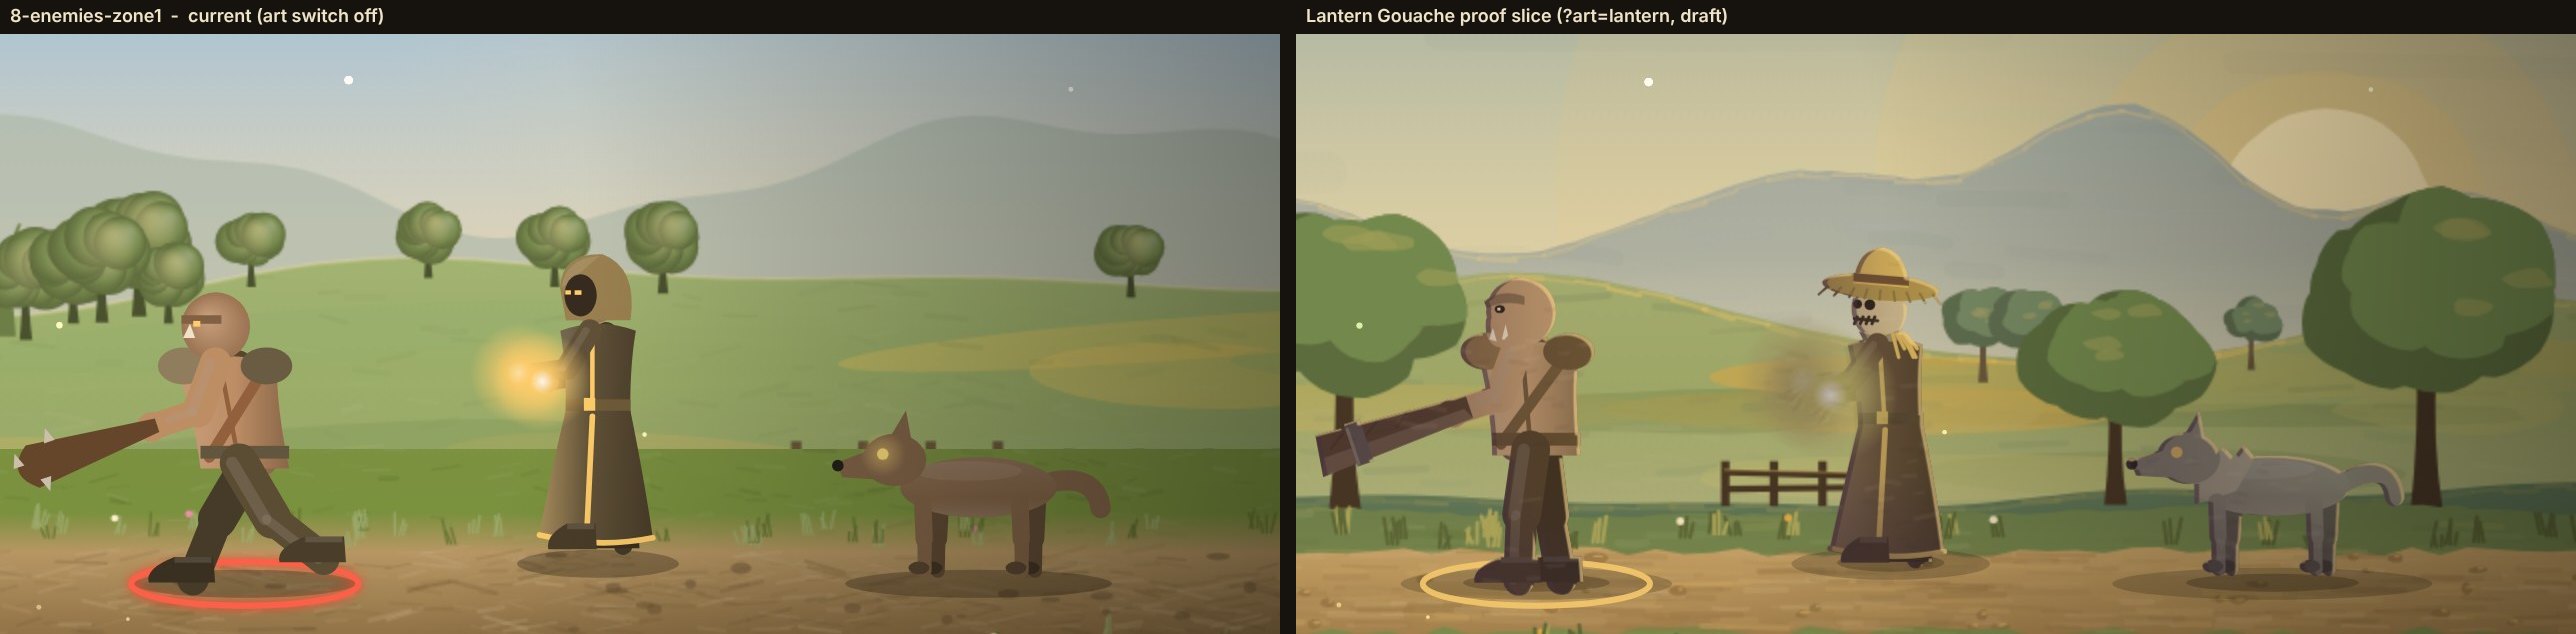 8-enemies-zone1 - current (art switch off)
Lantern Gouache proof slice (?art=lantern, draft)